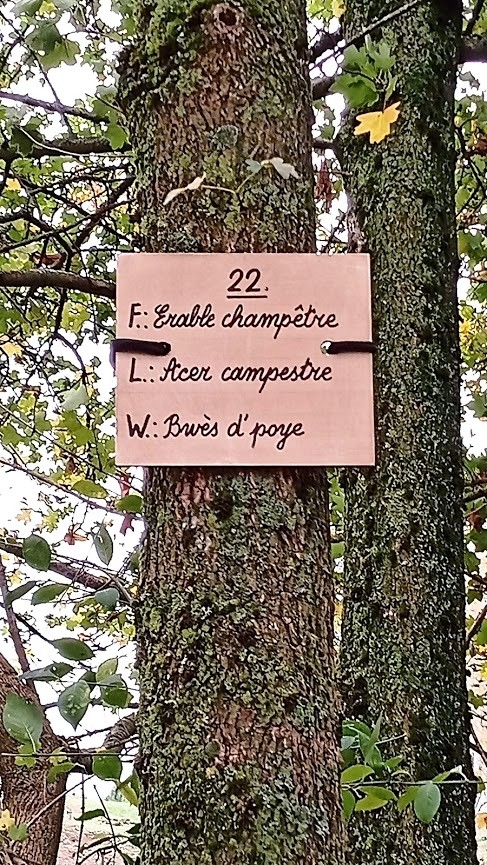 22.
F.: Erable champêtre
L.: Acer campestre
W.: Bwès d'poye